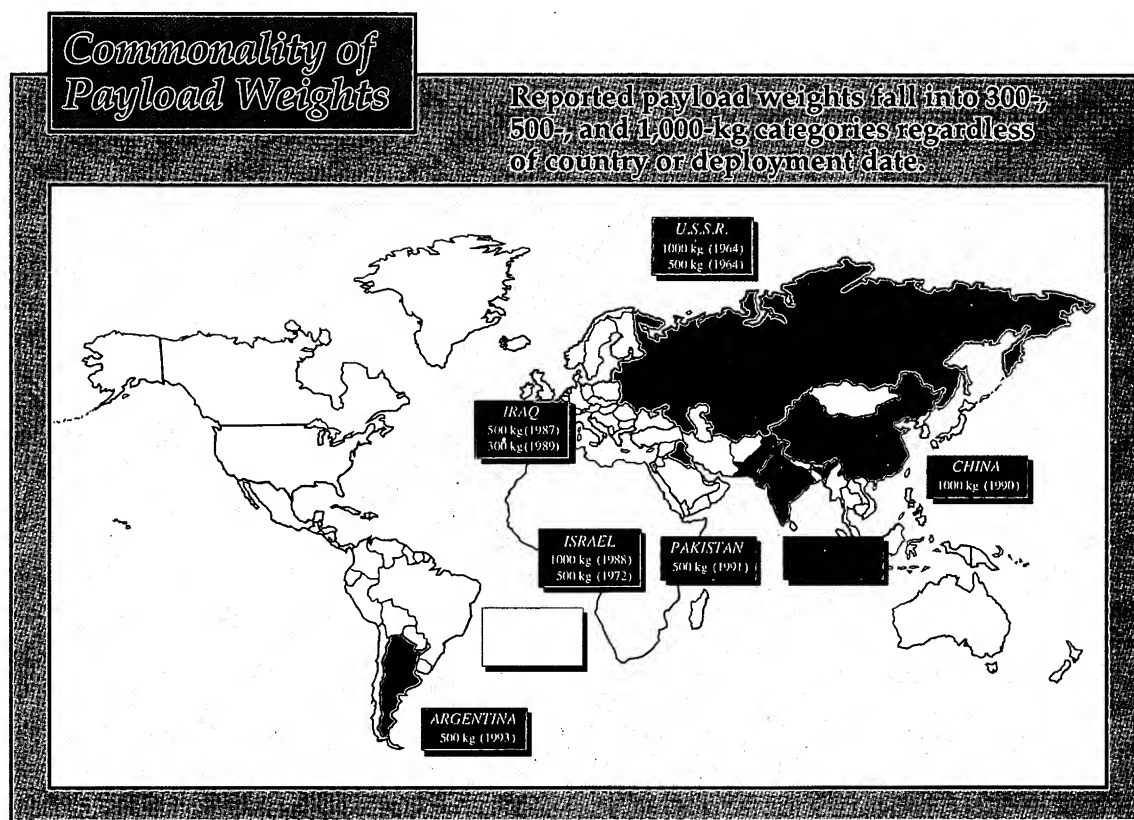 Commonality of
Payload Weights
Reported payload weights fall into 300-,
500-, and 1,000-kg categories regardless
of country or deployment date.
U.S.S.R.
1000 kg (1964)
500 kg (1964)
IRAQ
500 kg (1987)
300 kg (1989)
CHINA
1000 kg (1990)
ISRAEL
1000 kg (1988)
500 kg (1972)
PAKISTAN
500 kg (1991)
ARGENTINA
500 kg (1993)